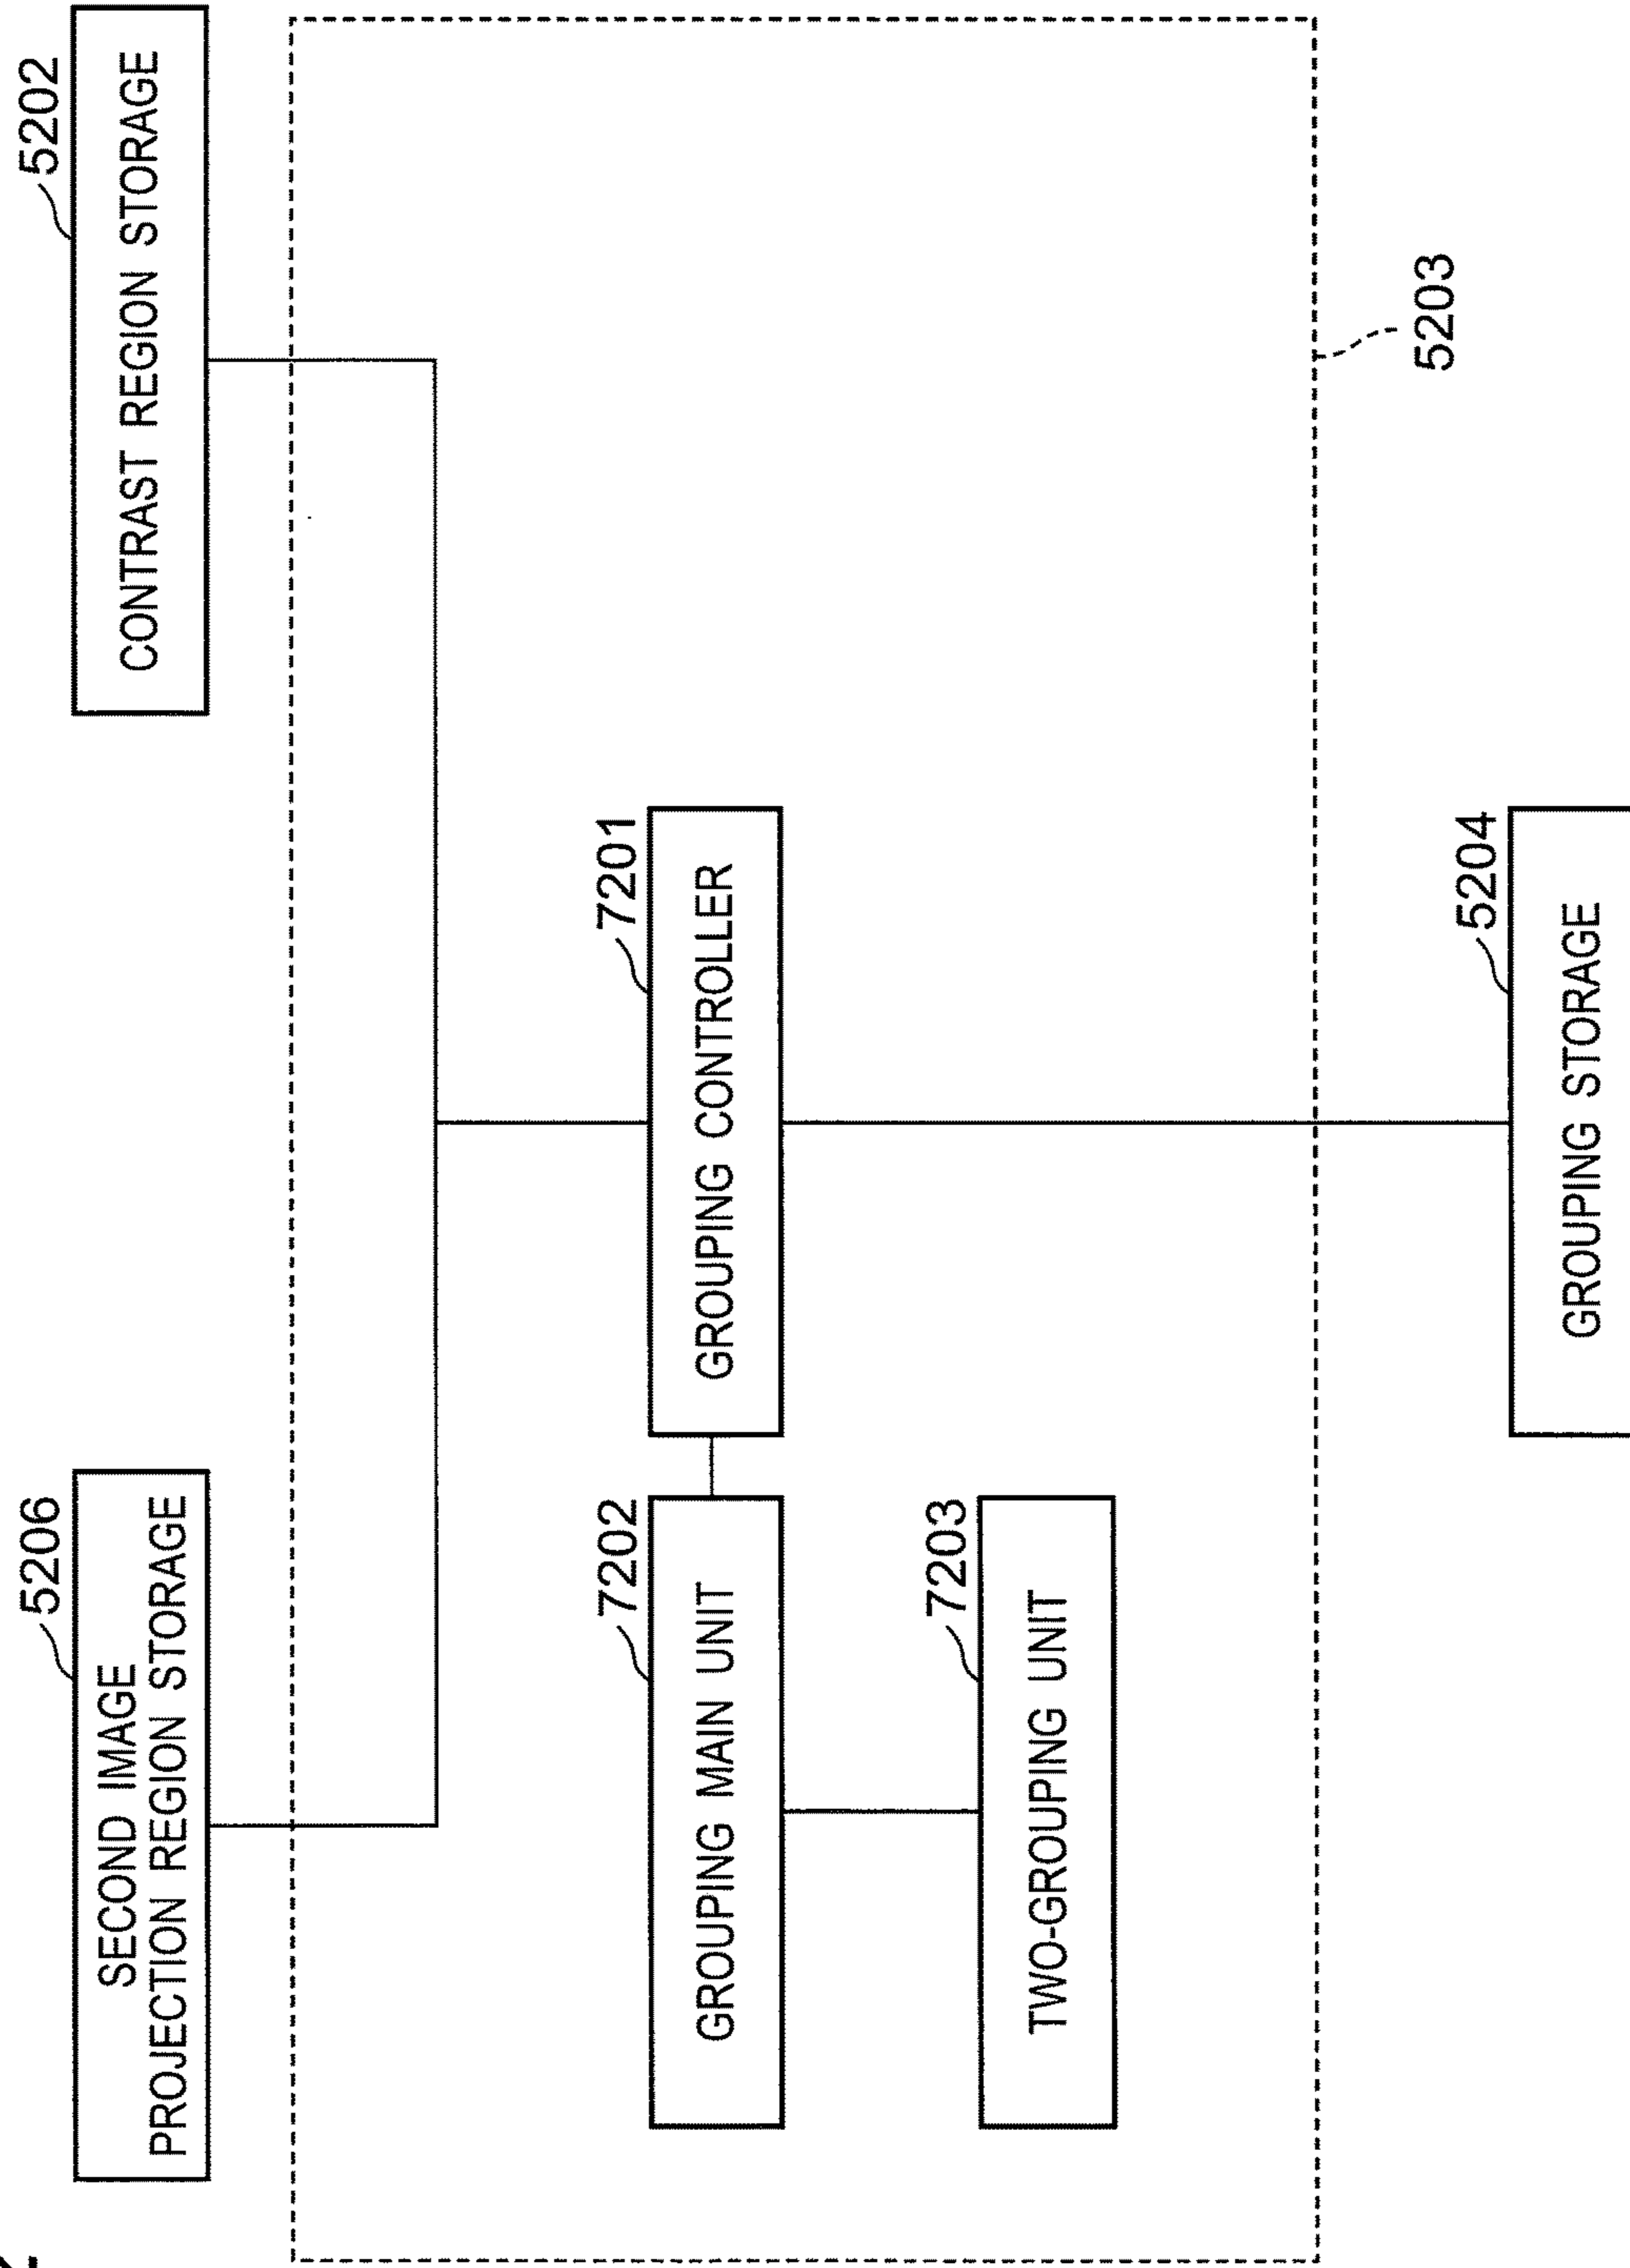 5206
SECOND IMAGE
PROJECTION REGION STORAGE
5202
CONTRAST REGION STORAGE
7202
GROUPING MAIN UNIT
7201
GROUPING CONTROLLER
7203
TWO-GROUPING UNIT
5203
5204
GROUPING STORAGE